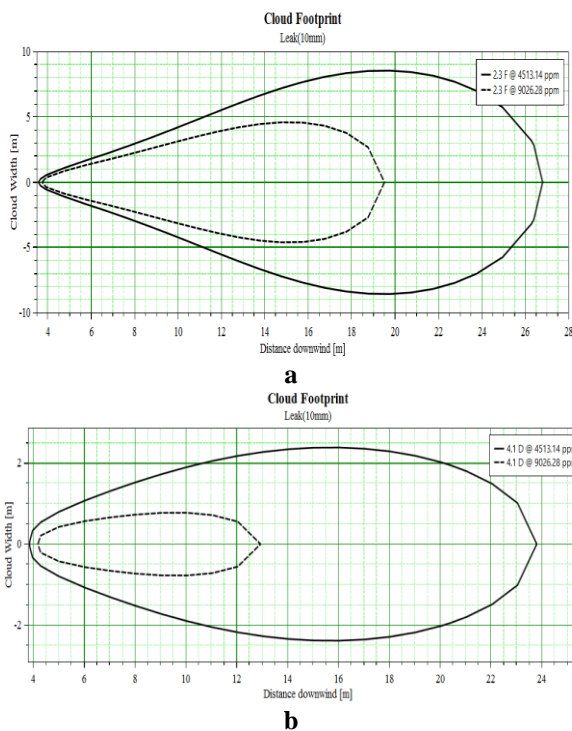 Cloud Footprint
Leak(10mm)
2.3 F @ 4513.14 ppm
2.3 F @ 9026.28 ppm
Cloud Width [m]
10
5
0
-5
-10
4 6 8 10 12 14 16 18 20 22 24 26 28
Distance downwind [m]
a
Cloud Footprint
Leak(10mm)
4.1 D @ 4513.14 pp
4.1 D @ 9026.28 pp
Cloud Width [m]
2
0
-2
4 6 8 10 12 14 16 18 20 22 24
Distance downwind [m]
b